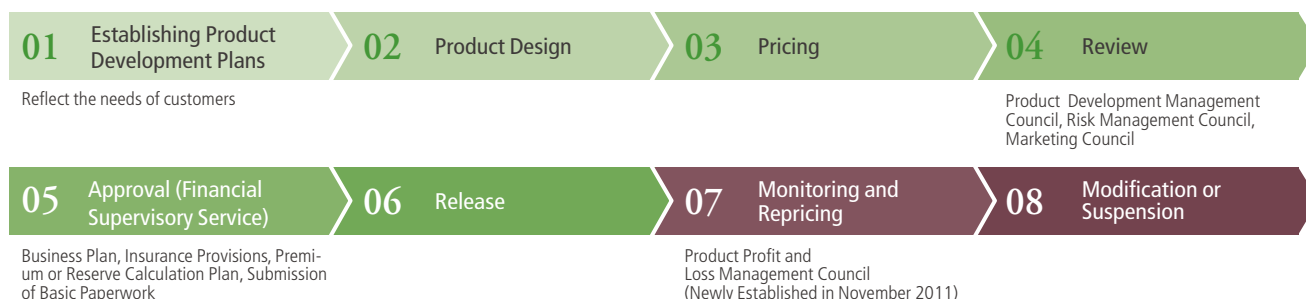 01
Establishing Product
Development Plans
Reflect the needs of customers
02
Product Design
03
Pricing
04
Review
Product Development Management
Council, Risk Management Council,
Marketing Council
05
Approval (Financial
Supervisory Service)
Business Plan, Insurance Provisions, Premi-
um or Reserve Calculation Plan, Submission
of Basic Paperwork
06
Release
07
Monitoring and
Repricing
Product Profit and
Loss Management Council
(Newly Established in November 2011)
08
Modification or
Suspension